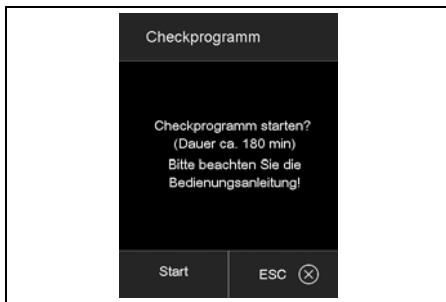 Checkprogramm
Checkprogramm starten?
(Dauer ca. 180 min)
Bitte beachten Sie die
Bedienungsanleitung!
Start
ESC